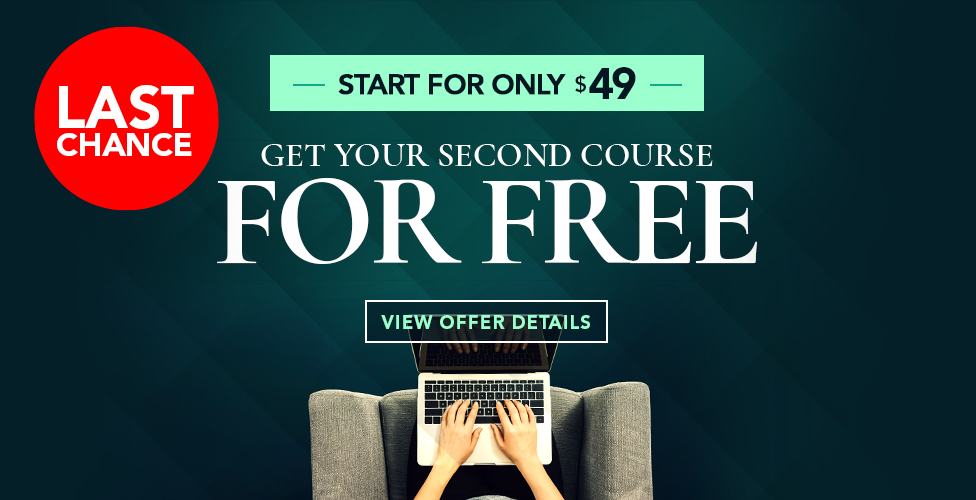 LAST
CHANCE
START FOR ONLY $49
GET YOUR SECOND COURSE
FOR FREE
VIEW OFFER DETAILS